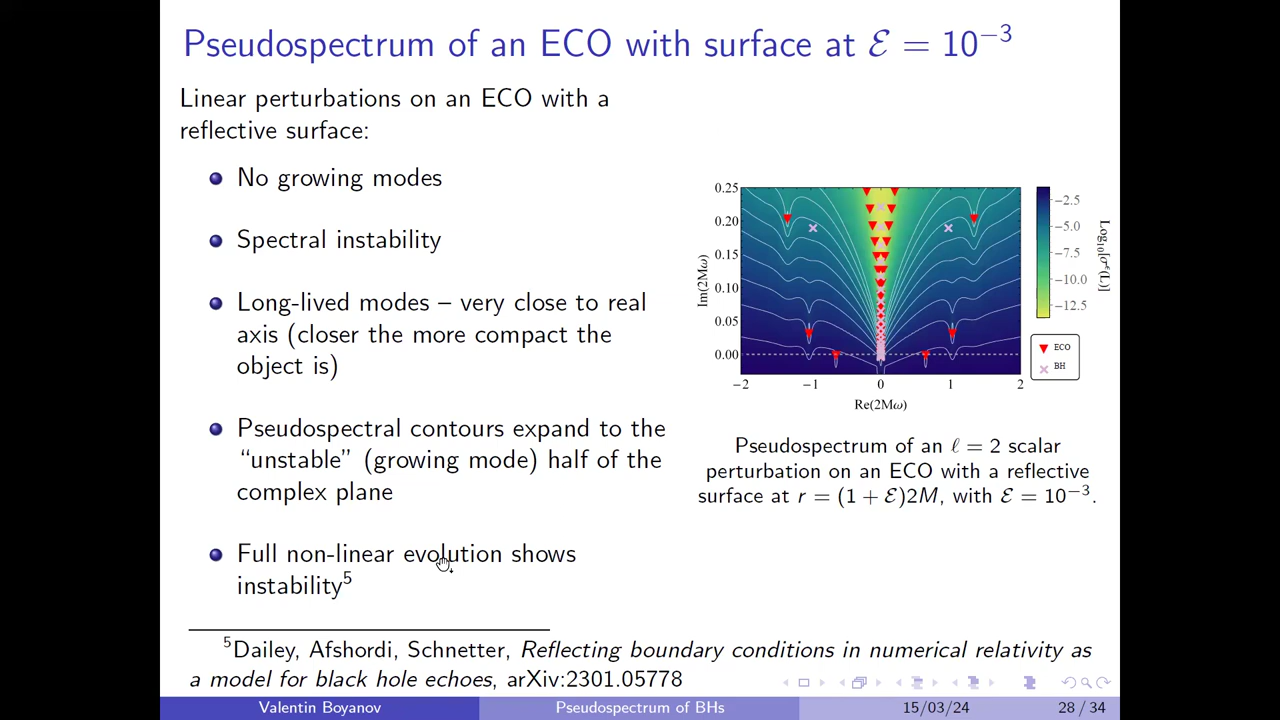 Pseudospectrum of an ECO with surface at ℰ = 10⁻³
Linear perturbations on an ECO with a
reflective surface:
No growing modes
Spectral instability
Long-lived modes – very close to real
axis (closer the more compact the
object is)
Pseudospectral contours expand to the
“unstable” (growing mode) half of the
complex plane
Full non-linear evolution shows
instability⁵
0.25
0.20
0.15
0.10
0.05
0.00
Im(2Mω)
−2 −1 0 1 2
Re(2Mω)
−2.5
−5.0
−7.5
−10.0
−12.5
Log₁₀[σᵋ(L)]
ECO
BH
Pseudospectrum of an ℓ = 2 scalar
perturbation on an ECO with a reflective
surface at r = (1 + ℰ)2M, with ℰ = 10⁻³.
⁵Dailey, Afshordi, Schnetter, Reflecting boundary conditions in numerical relativity as
a model for black hole echoes, arXiv:2301.05778
Valentin Boyanov Pseudospectrum of BHs 15/03/24 28 / 34